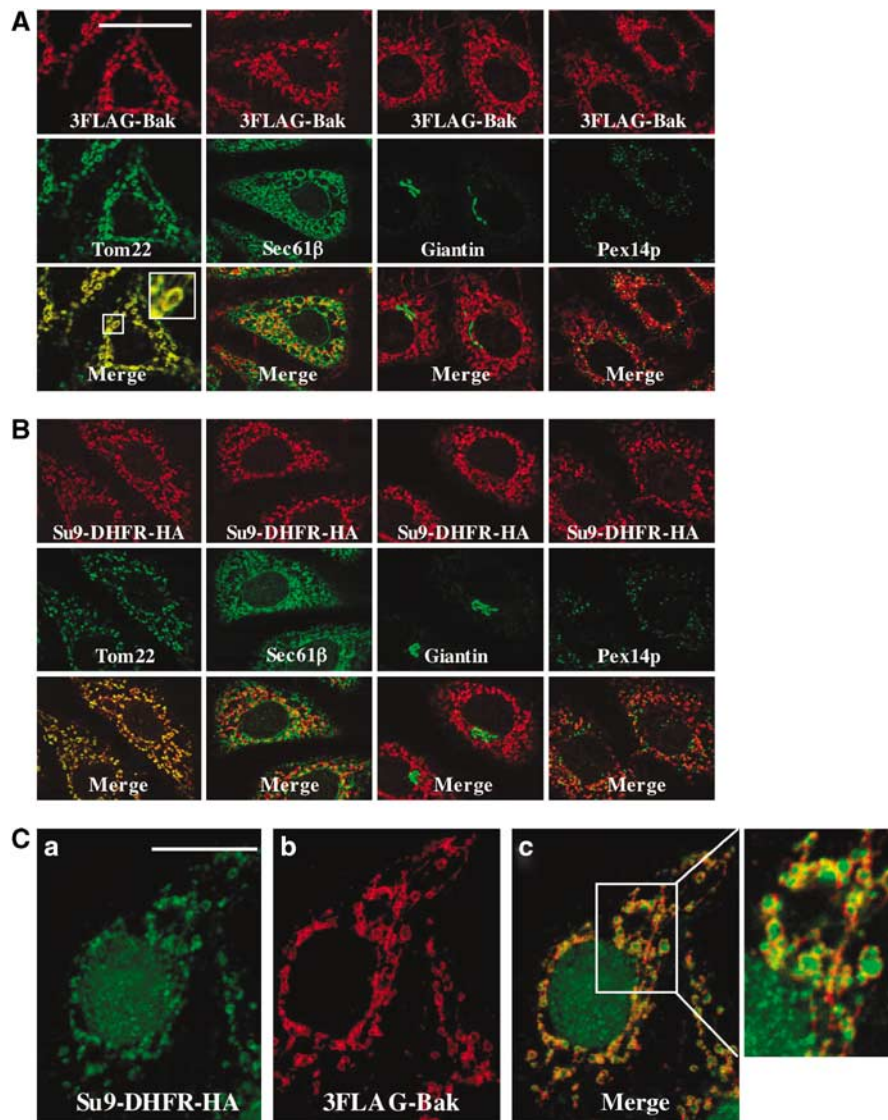 A
3FLAG-Bak 3FLAG-Bak 3FLAG-Bak 3FLAG-Bak
Tom22 Sec61β Giantin Pex14p
Merge Merge Merge Merge
B
Su9-DHFR-HA Su9-DHFR-HA Su9-DHFR-HA Su9-DHFR-HA
Tom22 Sec61β Giantin Pex14p
Merge Merge Merge Merge
C
a b c
Su9-DHFR-HA 3FLAG-Bak Merge